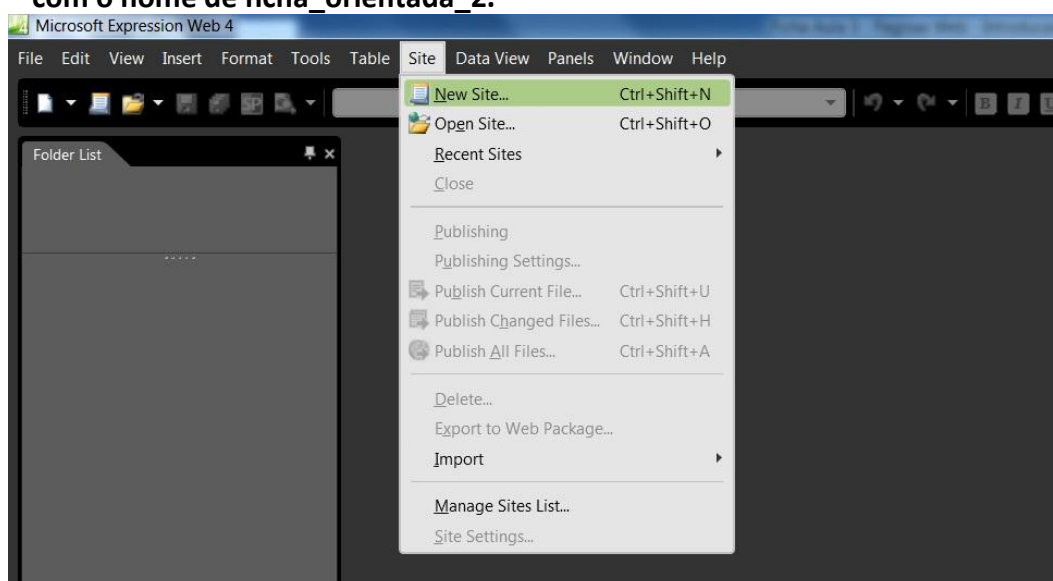 com o nome de ficha_orientada_2.
Microsoft Expression Web 4
File Edit View Insert Format Tools Table Site Data View Panels Window Help
New Site... Ctrl+Shift+N
Open Site... Ctrl+Shift+O
Recent Sites
Close
Publishing
Publishing Settings...
Publish Current File... Ctrl+Shift+U
Publish Changed Files... Ctrl+Shift+H
Publish All Files... Ctrl+Shift+A
Delete...
Export to Web Package...
Import
Manage Sites List...
Site Settings...
SP
B I U
Folder List